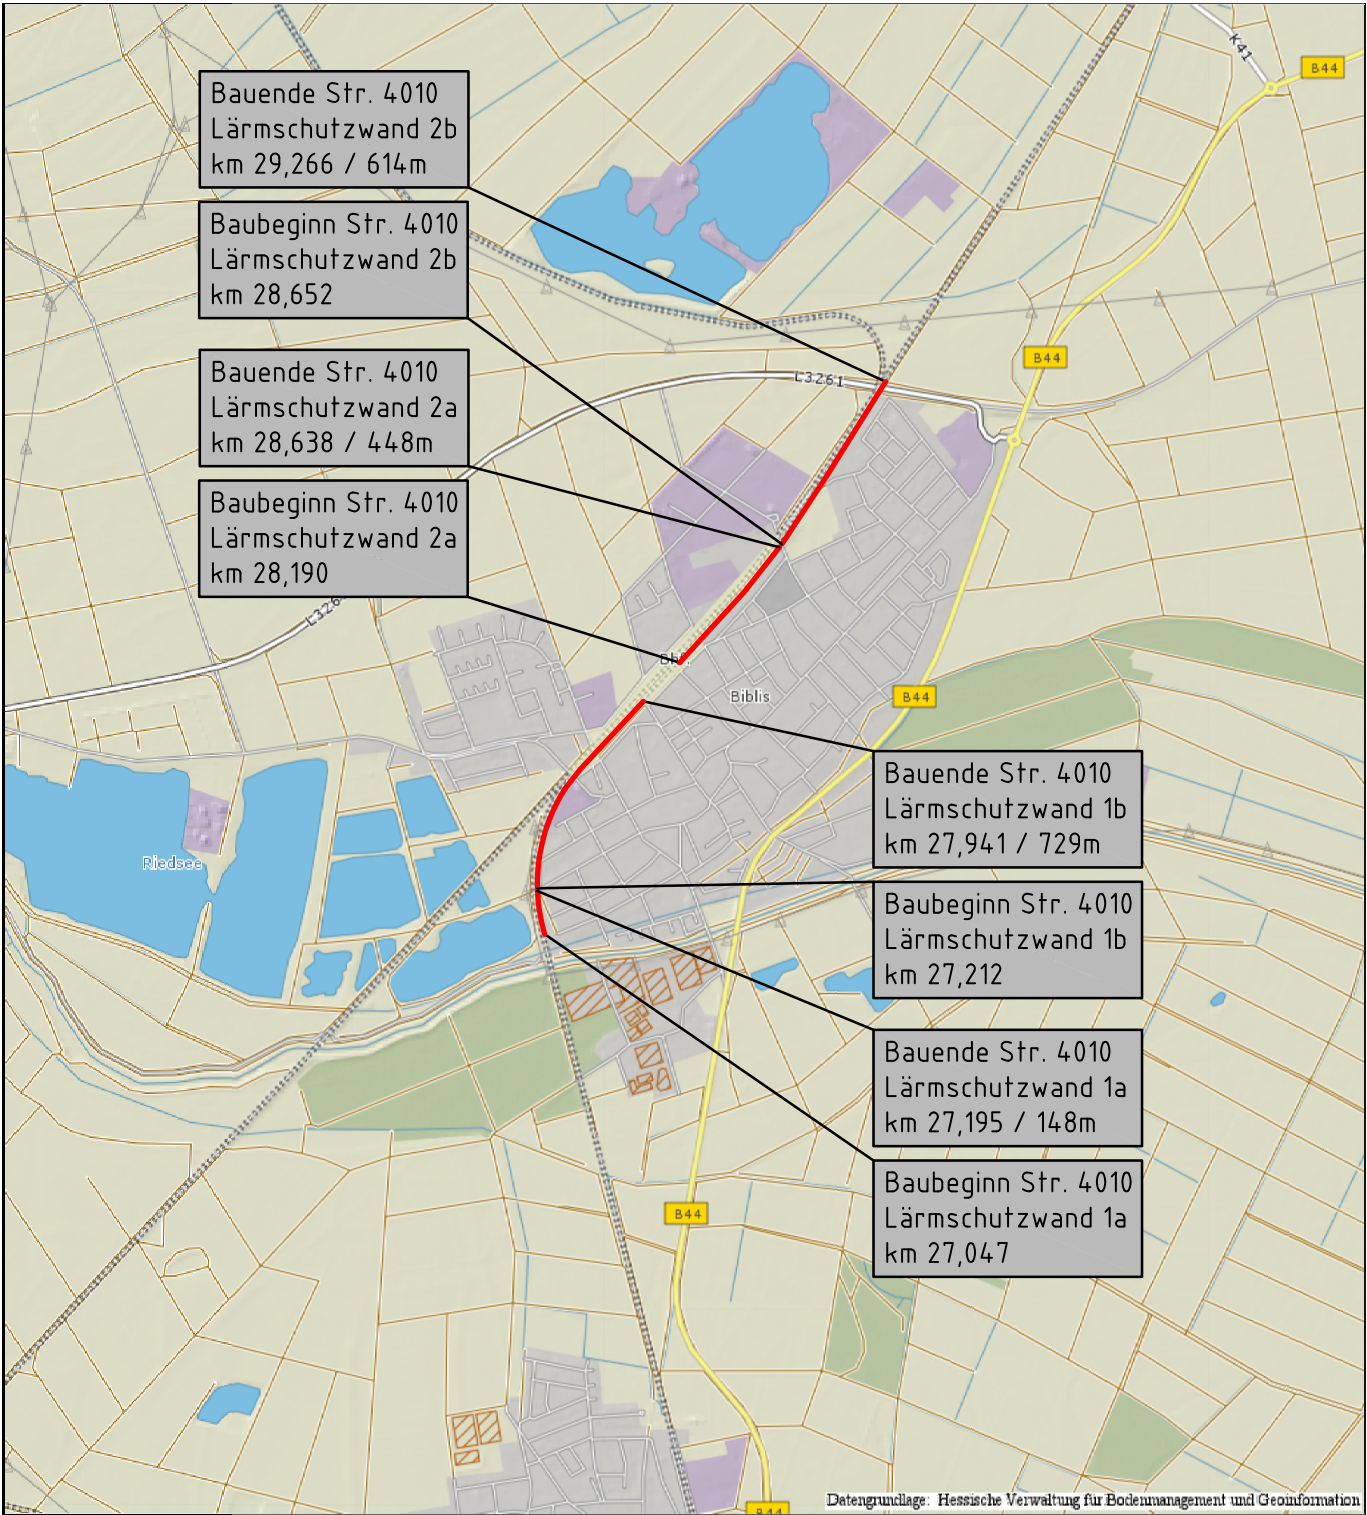 K41
B44
Bauende Str. 4010
Lärmschutzwand 2b
km 29,266 / 614m
Baubeginn Str. 4010
Lärmschutzwand 2b
km 28,652
B44
L3261
Bauende Str. 4010
Lärmschutzwand 2a
km 28,638 / 448m
Baubeginn Str. 4010
Lärmschutzwand 2a
km 28,190
Bhf.
Biblis
B44
Bauende Str. 4010
Lärmschutzwand 1b
km 27,941 / 729m
Riedsee
Baubeginn Str. 4010
Lärmschutzwand 1b
km 27,212
Bauende Str. 4010
Lärmschutzwand 1a
km 27,195 / 148m
Baubeginn Str. 4010
Lärmschutzwand 1a
km 27,047
B44
Datengrundlage: Hessische Verwaltung für Bodenmanagement und Geoinformation
B44